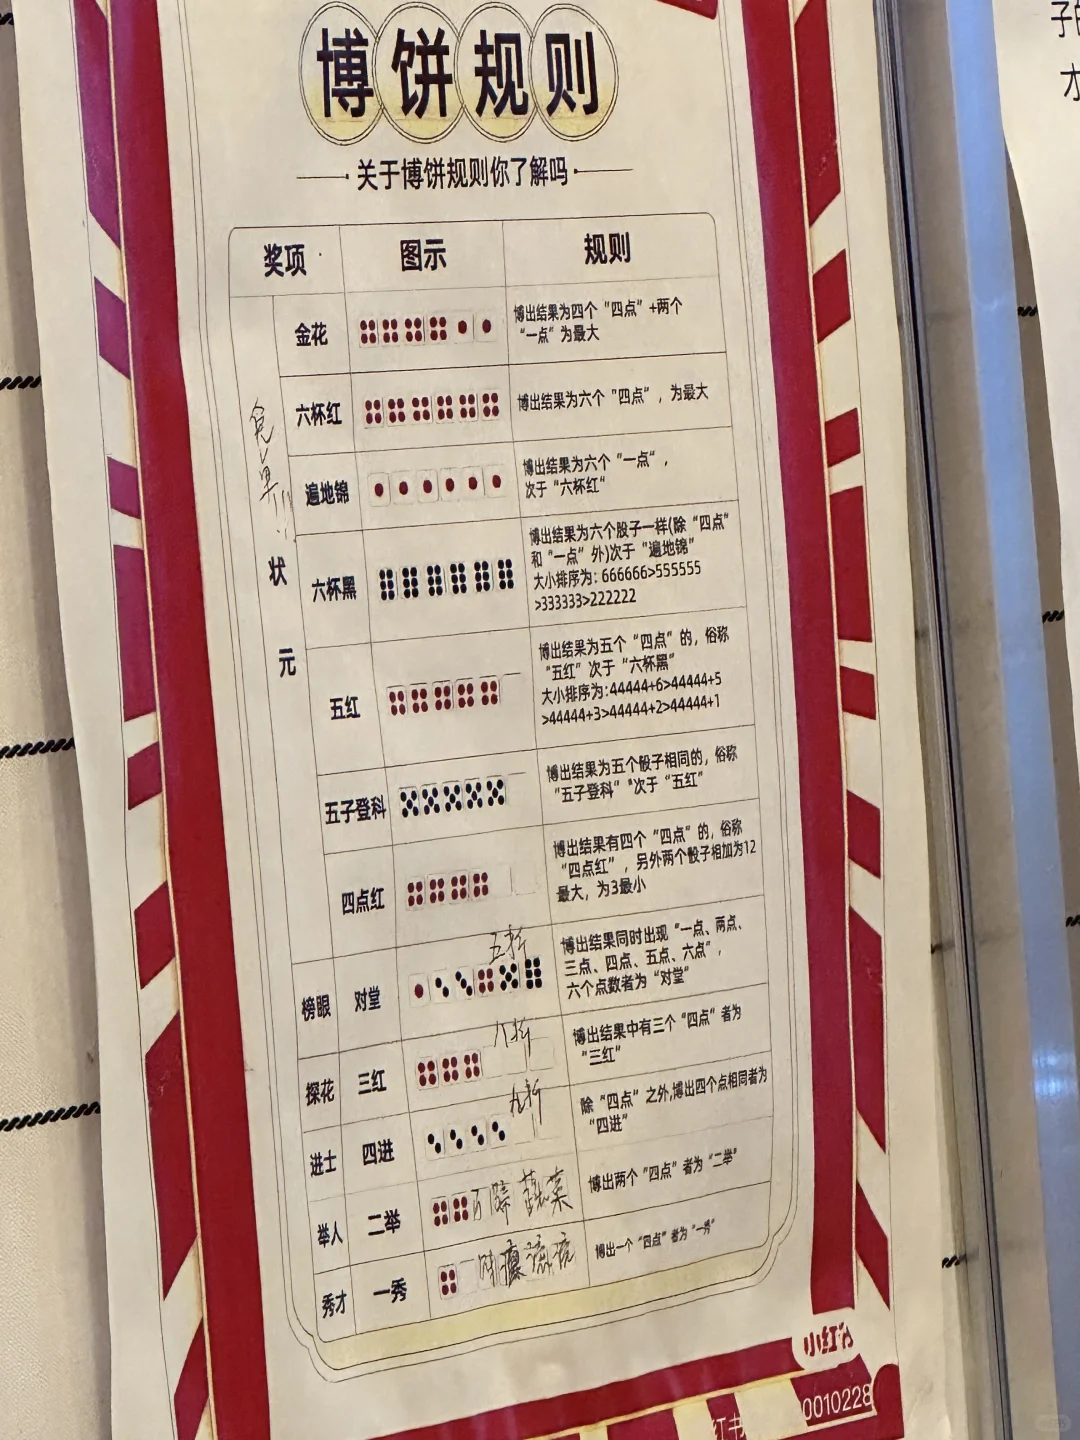 博饼规则
关于博饼规则你了解吗
奖项 图示 规则
免单
状元
金花
博出结果为四个“四点”+两个
“一点”为最大
六杯红
博出结果为六个“四点”，为最大
遍地锦
博出结果为六个“一点”，
次于“六杯红”
六杯黑
博出结果为六个骰子一样(除“四点”
和“一点”外)次于“遍地锦”
大小排序为：666666>555555
>333333>222222
五红
博出结果为五个“四点”的，俗称
“五红”次于“六杯黑”
大小排序为:44444+6>44444+5
>44444+3>44444+2>44444+1
五子登科
博出结果为五个骰子相同的，俗称
“五子登科”次于“五红”
四点红
博出结果有四个“四点”的，俗称
“四点红”，另外两个骰子相加为12
最大，为3最小
榜眼 对堂
五折
博出结果同时出现“一点、两点、
三点、四点、五点、六点”，
六个点数者为“对堂”
探花 三红
八折
博出结果中有三个“四点”者为
“三红”
进士 四进
九折
除“四点”之外,博出四个点相同者为
“四进”
举人 二举
蔬菜
博出两个“四点”者为“二举”
秀才 一秀
博出一个“四点”者为“一秀”
小红书
0010228
子
才